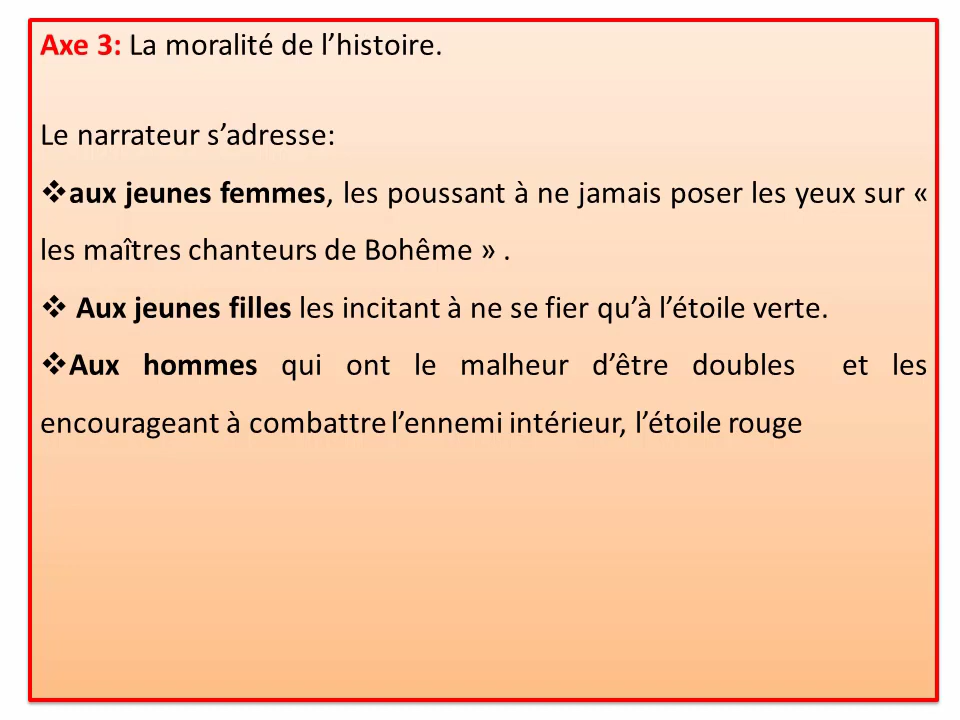 Axe 3: La moralité de l’histoire.
Le narrateur s’adresse:
❖aux jeunes femmes, les poussant à ne jamais poser les yeux sur «
les maîtres chanteurs de Bohême » .
❖ Aux jeunes filles les incitant à ne se fier qu’à l’étoile verte.
❖Aux hommes qui ont le malheur d’être doubles et les
encourageant à combattre l’ennemi intérieur, l’étoile rouge